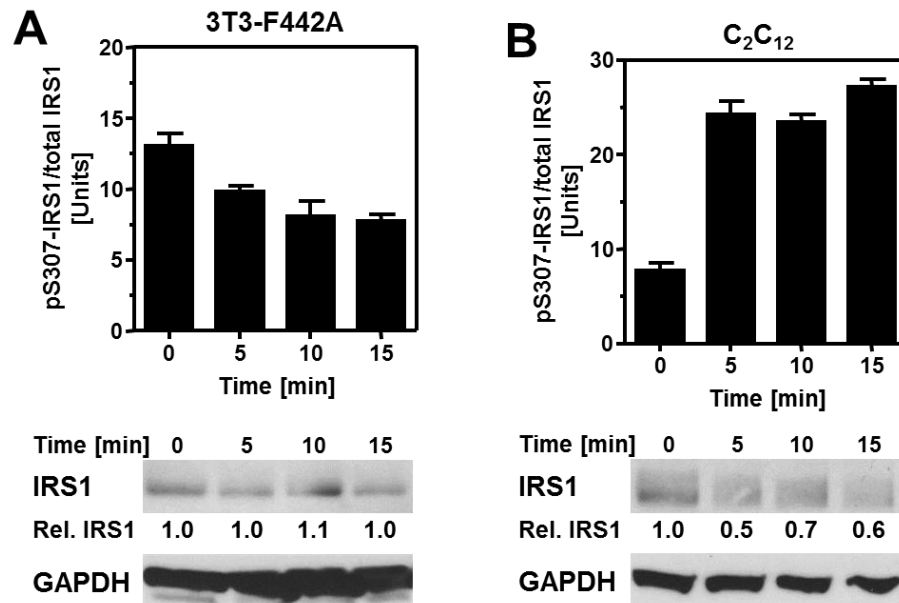 A
3T3-F442A
pS307-IRS1/total IRS1
[Units]
20
15
10
5
0
0 5 10 15
Time [min]
Time [min] 0 5 10 15
IRS1
Rel. IRS1 1.0 1.0 1.1 1.0
GAPDH
B
C₂C₁₂
pS307-IRS1/total IRS1
[Units]
30
20
10
0
0 5 10 15
Time [min]
Time [min] 0 5 10 15
IRS1
Rel. IRS1 1.0 0.5 0.7 0.6
GAPDH